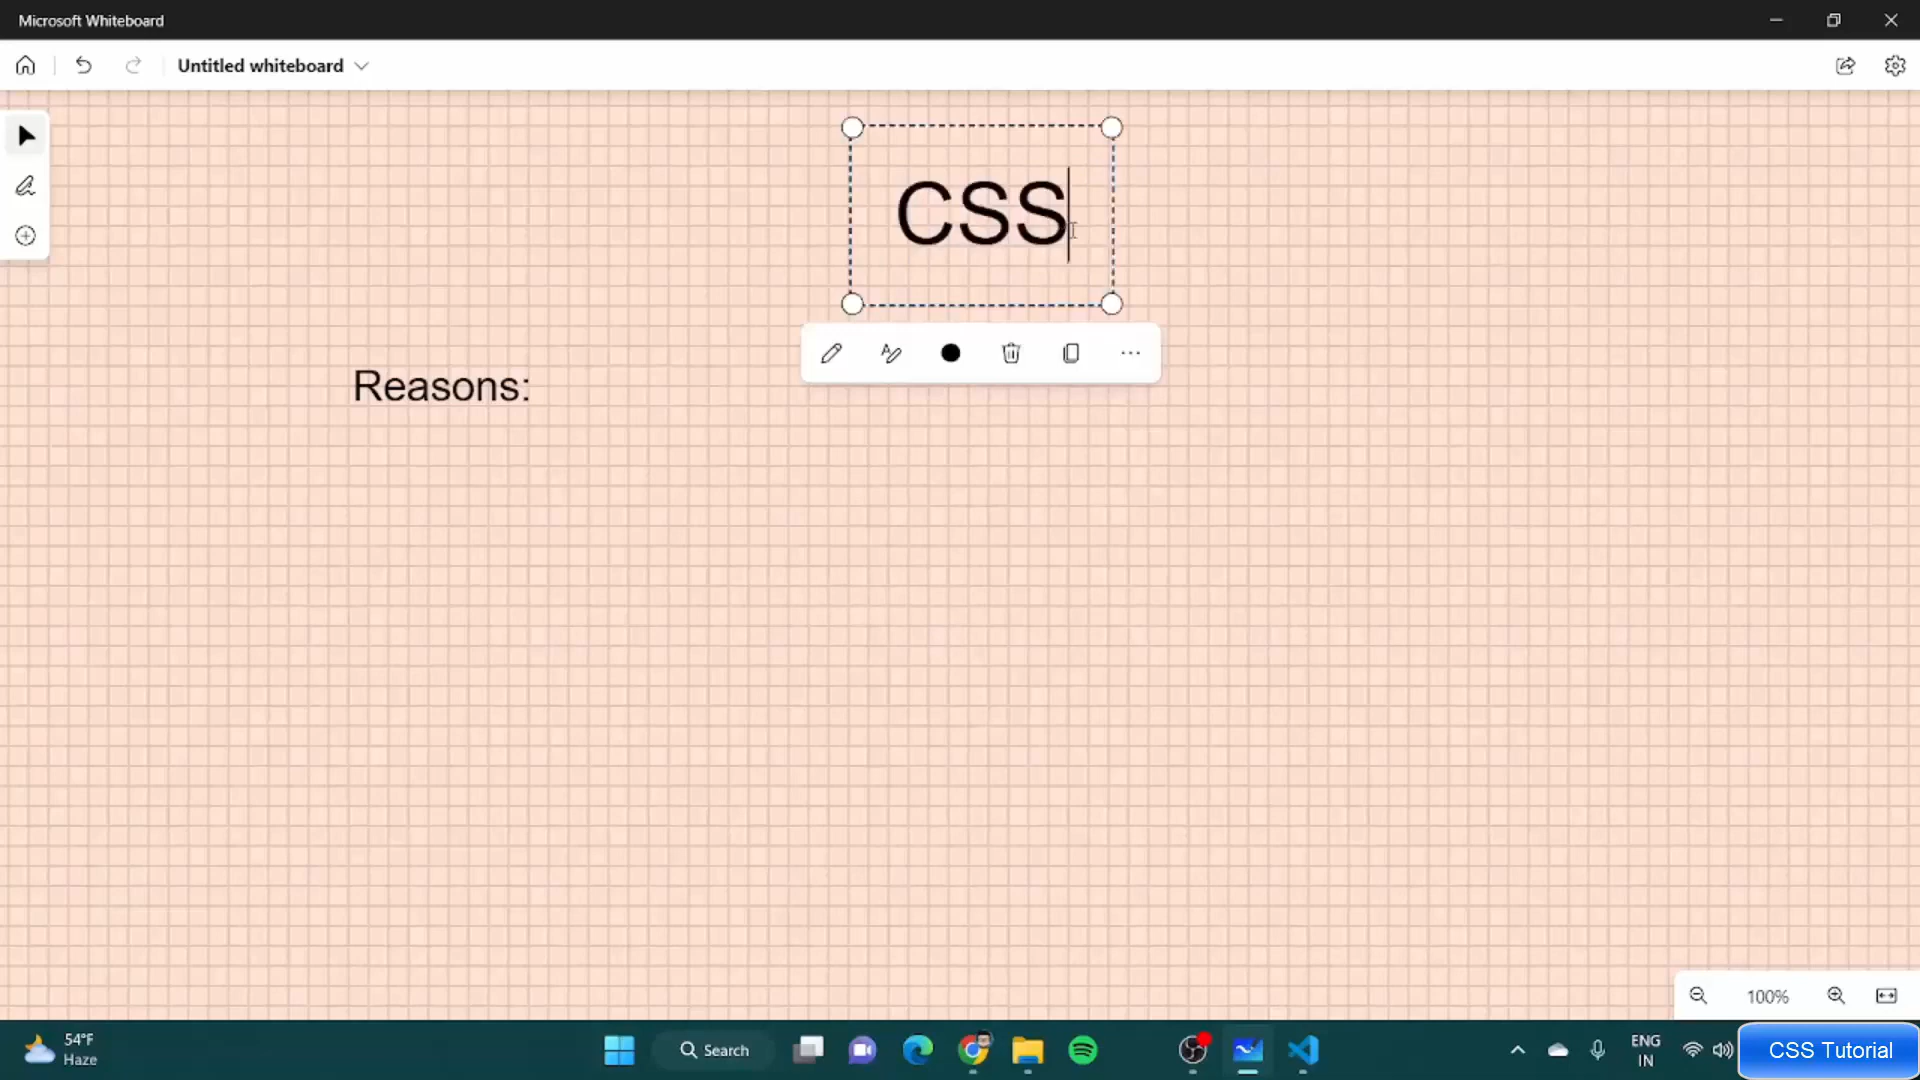 Microsoft Whiteboard
Untitled whiteboard
CSS
Reasons:
100%
54°F
Haze
Search
ENG
IN
CSS Tutorial